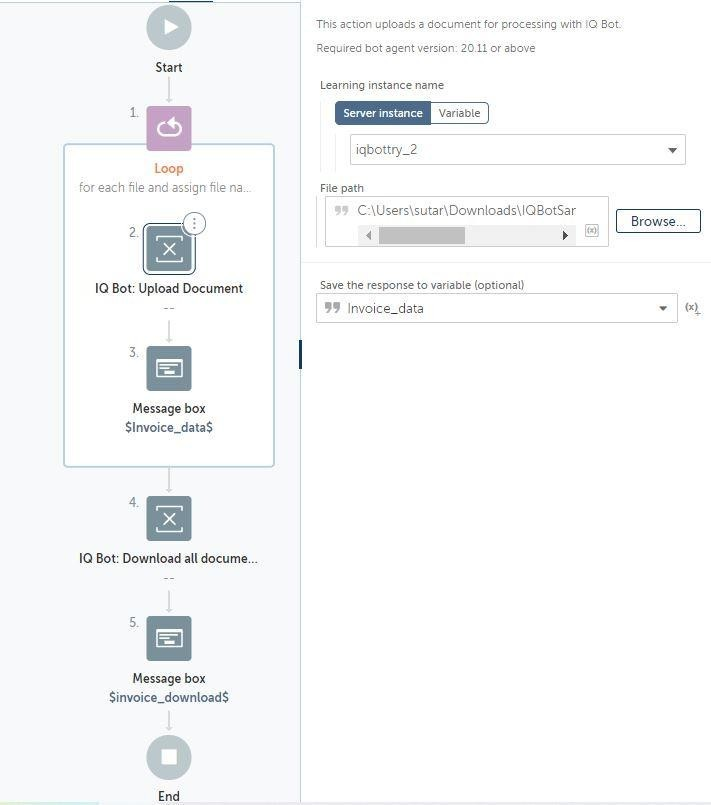 Start
1.
Loop
for each file and assign file na...
2.
IQ Bot: Upload Document
--
3.
Message box
$Invoice_data$
4.
IQ Bot: Download all docume...
--
5.
Message box
$invoice_download$
End
This action uploads a document for processing with IQ Bot.
Required bot agent version: 20.11 or above
Learning instance name
Server instance Variable
iqbottry_2
File path
C:\Users\sutar\Downloads\IQBotSar
(x)
Browse...
Save the response to variable (optional)
Invoice_data
(x)+